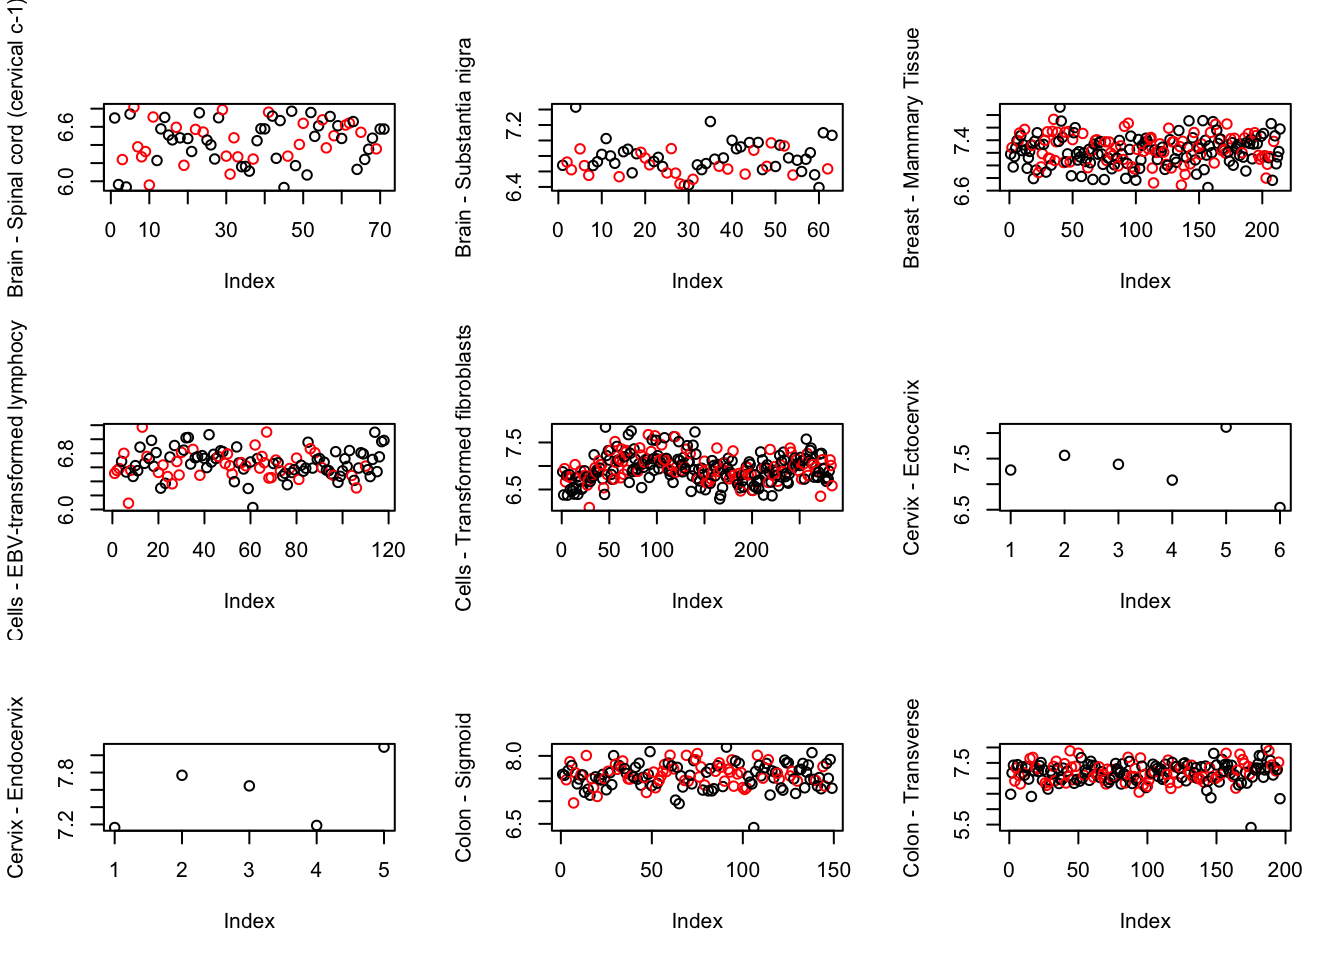 Brain - Spinal cord (cervical c-1)
6.0 6.6
0 10 30 50 70
Index
Brain - Substantia nigra
6.4 7.2
0 10 20 30 40 50 60
Index
Breast - Mammary Tissue
6.6 7.4
0 50 100 150 200
Index
Cells - EBV-transformed lymphocy
6.0 6.8
0 20 40 60 80 120
Index
Cells - Transformed fibroblasts
6.5 7.5
0 50 100 200
Index
Cervix - Ectocervix
6.5 7.5
1 2 3 4 5 6
Index
Cervix - Endocervix
7.2 7.8
1 2 3 4 5
Index
Colon - Sigmoid
6.5 8.0
0 50 100 150
Index
Colon - Transverse
5.5 7.5
0 50 100 150 200
Index